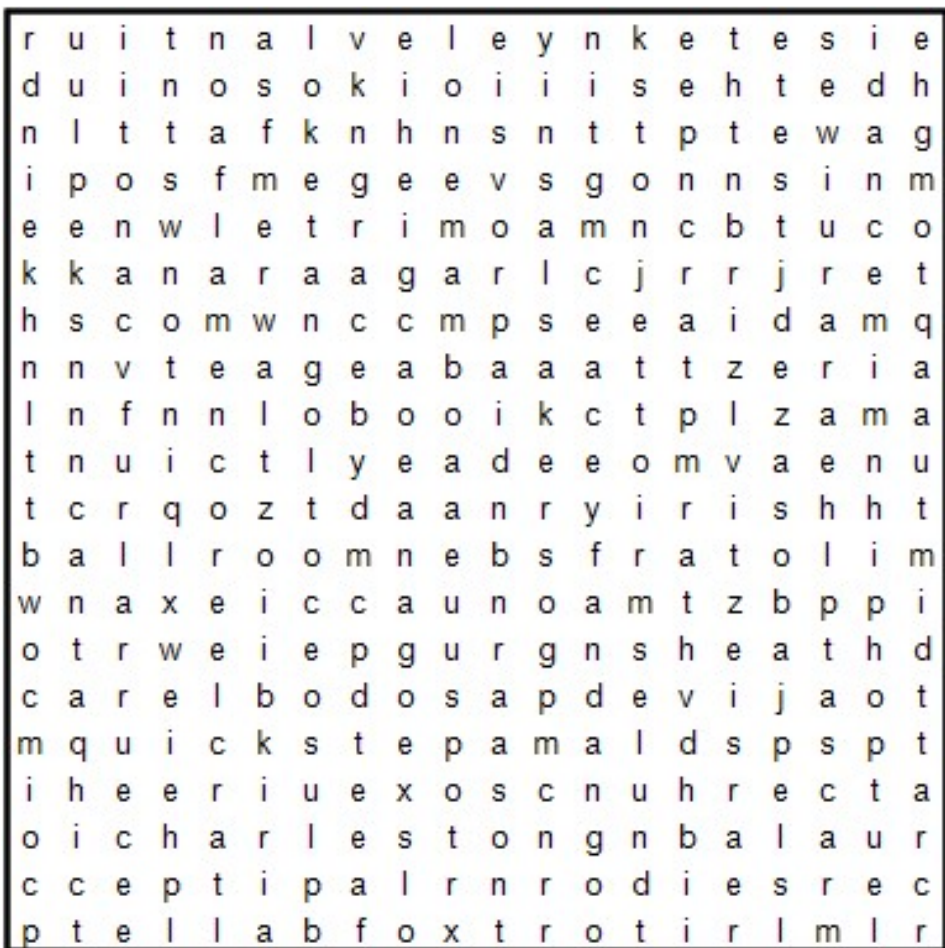 r u i t n a l v e l e y n k e t e s i e
d u i n o s o k i o i i i s e h t e d h
n l t t a f k n h n s n t t p t e w a g
i p o s f m e g e e v s g o n n s i n m
e e n w l e t r i m o a m n c b t u c o
k k a n a r a a g a r l c j r r j r e t
h s c o m w n c c m p s e e a i d a m q
n n v t e a g e a b a a a t t z e r i a
l n f n n l o b o o i k c t p l z a m a
t n u i c t l y e a d e e o m v a e n u
t c r q o z t d a a n r y i r i s h h t
b a l l r o o m n e b s f r a t o l i m
w n a x e i c c a u n o a m t z b p p i
o t r w e i e p g u r g n s h e a t h d
c a r e l b o d o s a p d e v i j a o t
m q u i c k s t e p a m a l d s p s p t
i h e e r i u e x o s c n u h r e c t a
o i c h a r l e s t o n g n b a l a u r
c c e p t i p a l r n r o d i e s r e c
p t e l l a b f o x t r o t i r l m l r